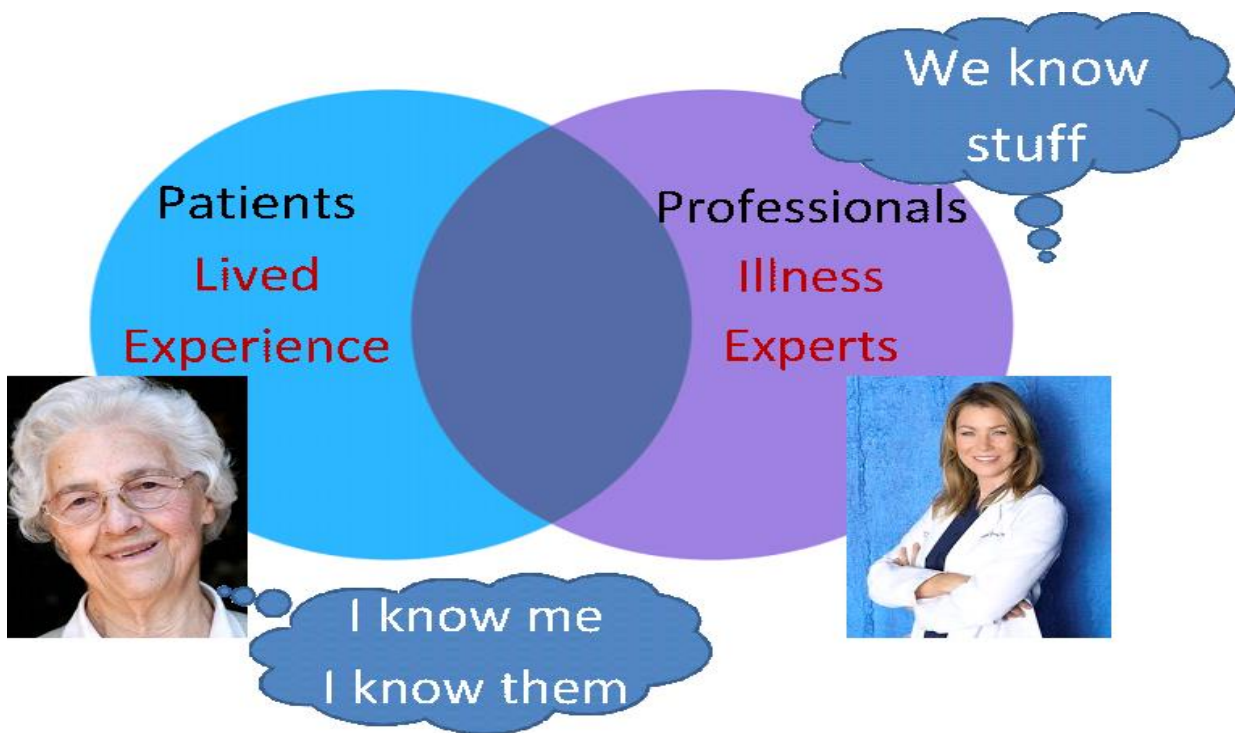 We know
stuff
Patients
Lived
Experience
Professionals
Illness
Experts
I know me
I know them